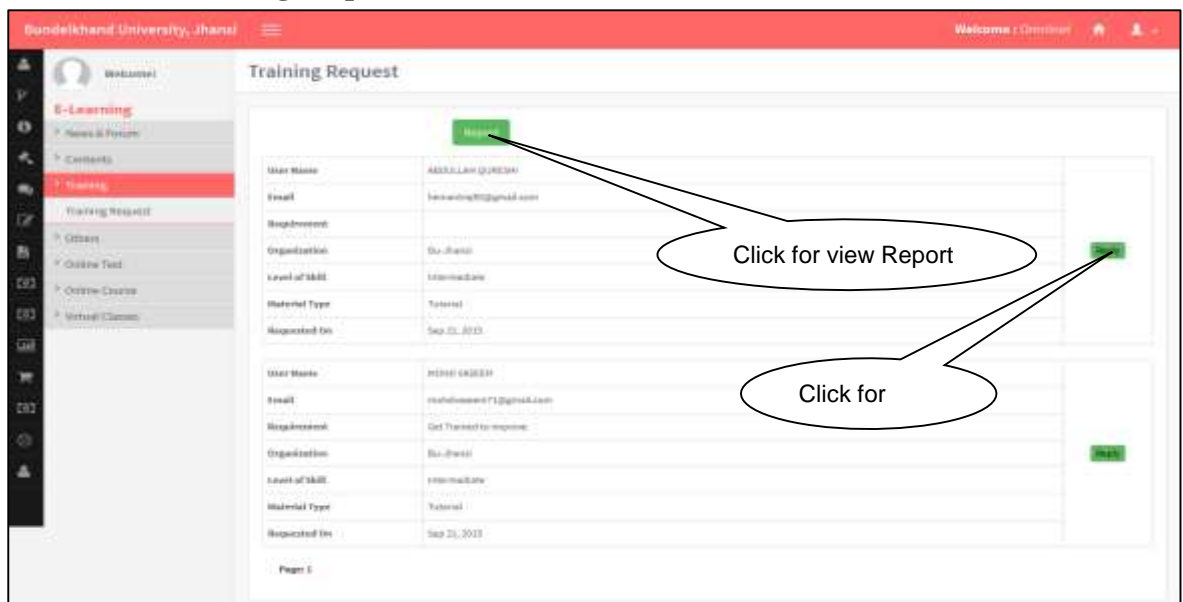 Bundelkhand University, Jhansi
Welcome : Omninet
Welcome!
Training Request
E-Learning
News & Forum
Contents
Training
Training Request
Others
Online Test
Online Course
Virtual Classes
Report
User Name ABDULLAH QURESHI
Email
Requirement
Organization Bu-Jhansi
Level of Skill Intermediate
Material Type Tutorial
Requested On Sep 21, 2015
Reply
Click for view Report
User Name
Email
Requirement Get Trained to improve
Organization Bu-Jhansi
Level of Skill Intermediate
Material Type Tutorial
Requested On Sep 21, 2015
Reply
Click for
Page: 1